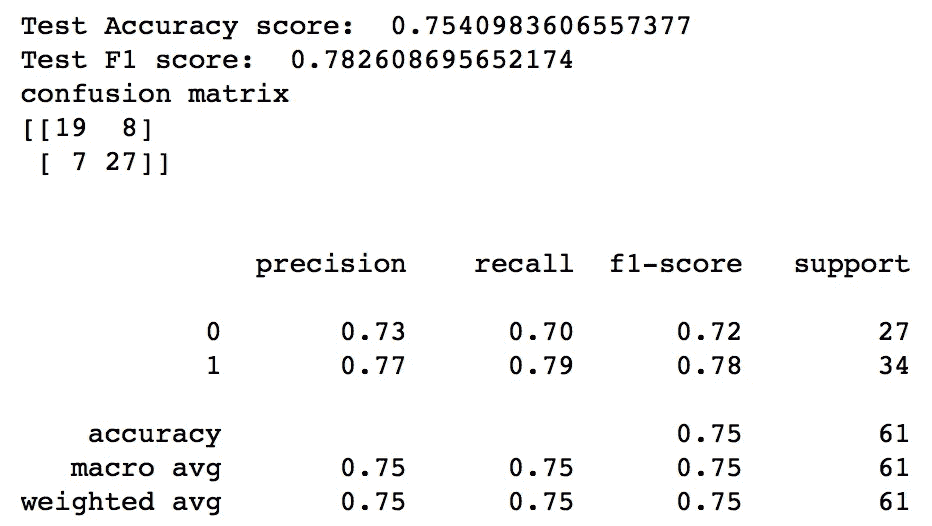 Test Accuracy score:  0.7540983606557377
Test F1 score:  0.782608695652174
confusion matrix
[[19  8]
 [ 7 27]]
              precision    recall  f1-score   support
           0       0.73      0.70      0.72        27
           1       0.77      0.79      0.78        34
    accuracy                           0.75        61
   macro avg       0.75      0.75      0.75        61
weighted avg       0.75      0.75      0.75        61